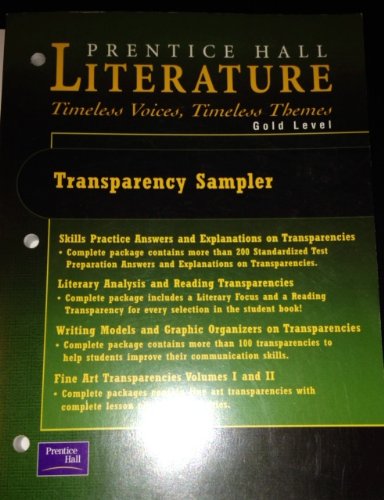 PRENTICE HALL
LITERATURE
Timeless Voices, Timeless Themes
Gold Level
Transparency Sampler
Skills Practice Answers and Explanations on Transparencies
• Complete package contains more than 200 Standardized Test
Preparation Answers and Explanations on Transparencies.
Literary Analysis and Reading Transparencies
• Complete package includes a Literary Focus and a Reading
Transparency for every selection in the student book!
Writing Models and Graphic Organizers on Transparencies
• Complete package contains more than 100 transparencies to
help students improve their communication skills.
Fine Art Transparencies Volumes I and II
• Complete packages art transparencies with
complete lesson
Prentice
Hall